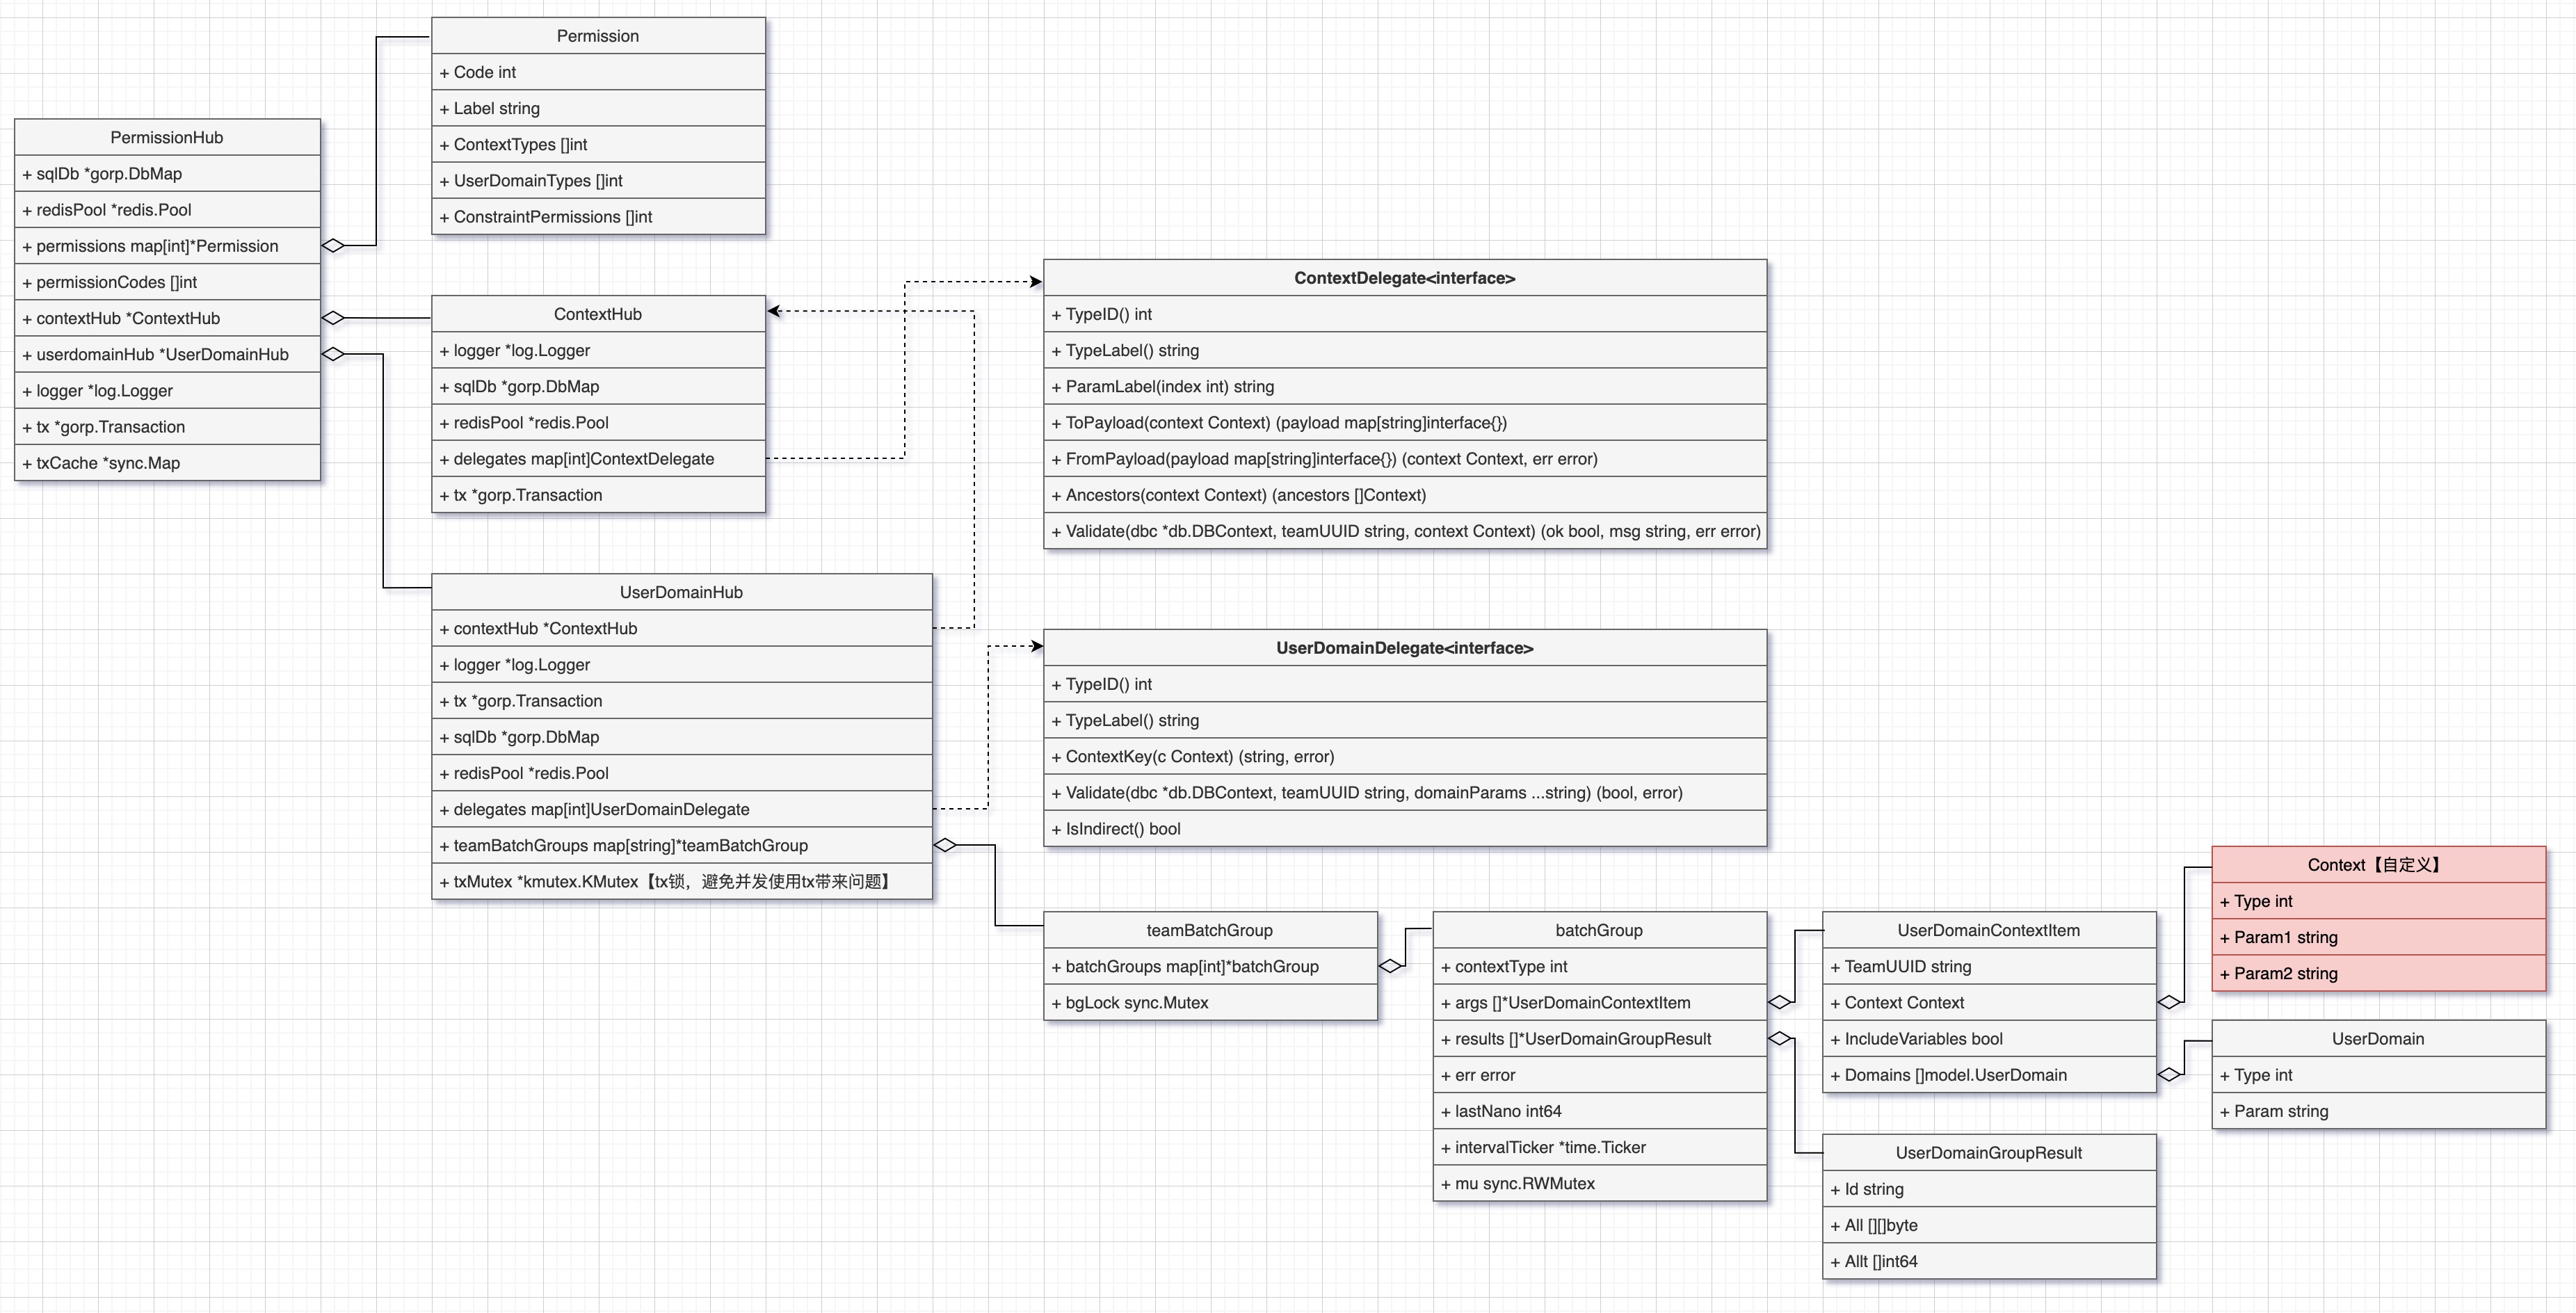 Permission
+ Code int
+ Label string
+ ContextTypes []int
+ UserDomainTypes []int
+ ConstraintPermissions []int
PermissionHub
+ sqlDb *gorp.DbMap
+ redisPool *redis.Pool
+ permissions map[int]*Permission
+ permissionCodes []int
+ contextHub *ContextHub
+ userdomainHub *UserDomainHub
+ logger *log.Logger
+ tx *gorp.Transaction
+ txCache *sync.Map
ContextHub
+ logger *log.Logger
+ sqlDb *gorp.DbMap
+ redisPool *redis.Pool
+ delegates map[int]ContextDelegate
+ tx *gorp.Transaction
ContextDelegate<interface>
+ TypeID() int
+ TypeLabel() string
+ ParamLabel(index int) string
+ ToPayload(context Context) (payload map[string]interface{})
+ FromPayload(payload map[string]interface{}) (context Context, err error)
+ Ancestors(context Context) (ancestors []Context)
+ Validate(dbc *db.DBContext, teamUUID string, context Context) (ok bool, msg string, err error)
UserDomainHub
+ contextHub *ContextHub
+ logger *log.Logger
+ tx *gorp.Transaction
+ sqlDb *gorp.DbMap
+ redisPool *redis.Pool
+ delegates map[int]UserDomainDelegate
+ teamBatchGroups map[string]*teamBatchGroup
+ txMutex *kmutex.KMutex【tx锁，避免并发使用tx带来问题】
UserDomainDelegate<interface>
+ TypeID() int
+ TypeLabel() string
+ ContextKey(c Context) (string, error)
+ Validate(dbc *db.DBContext, teamUUID string, domainParams ...string) (bool, error)
+ IsIndirect() bool
teamBatchGroup
+ batchGroups map[int]*batchGroup
+ bgLock sync.Mutex
batchGroup
+ contextType int
+ args []*UserDomainContextItem
+ results []*UserDomainGroupResult
+ err error
+ lastNano int64
+ intervalTicker *time.Ticker
+ mu sync.RWMutex
UserDomainContextItem
+ TeamUUID string
+ Context Context
+ IncludeVariables bool
+ Domains []model.UserDomain
Context【自定义】
+ Type int
+ Param1 string
+ Param2 string
UserDomain
+ Type int
+ Param string
UserDomainGroupResult
+ Id string
+ All [][]byte
+ Allt []int64